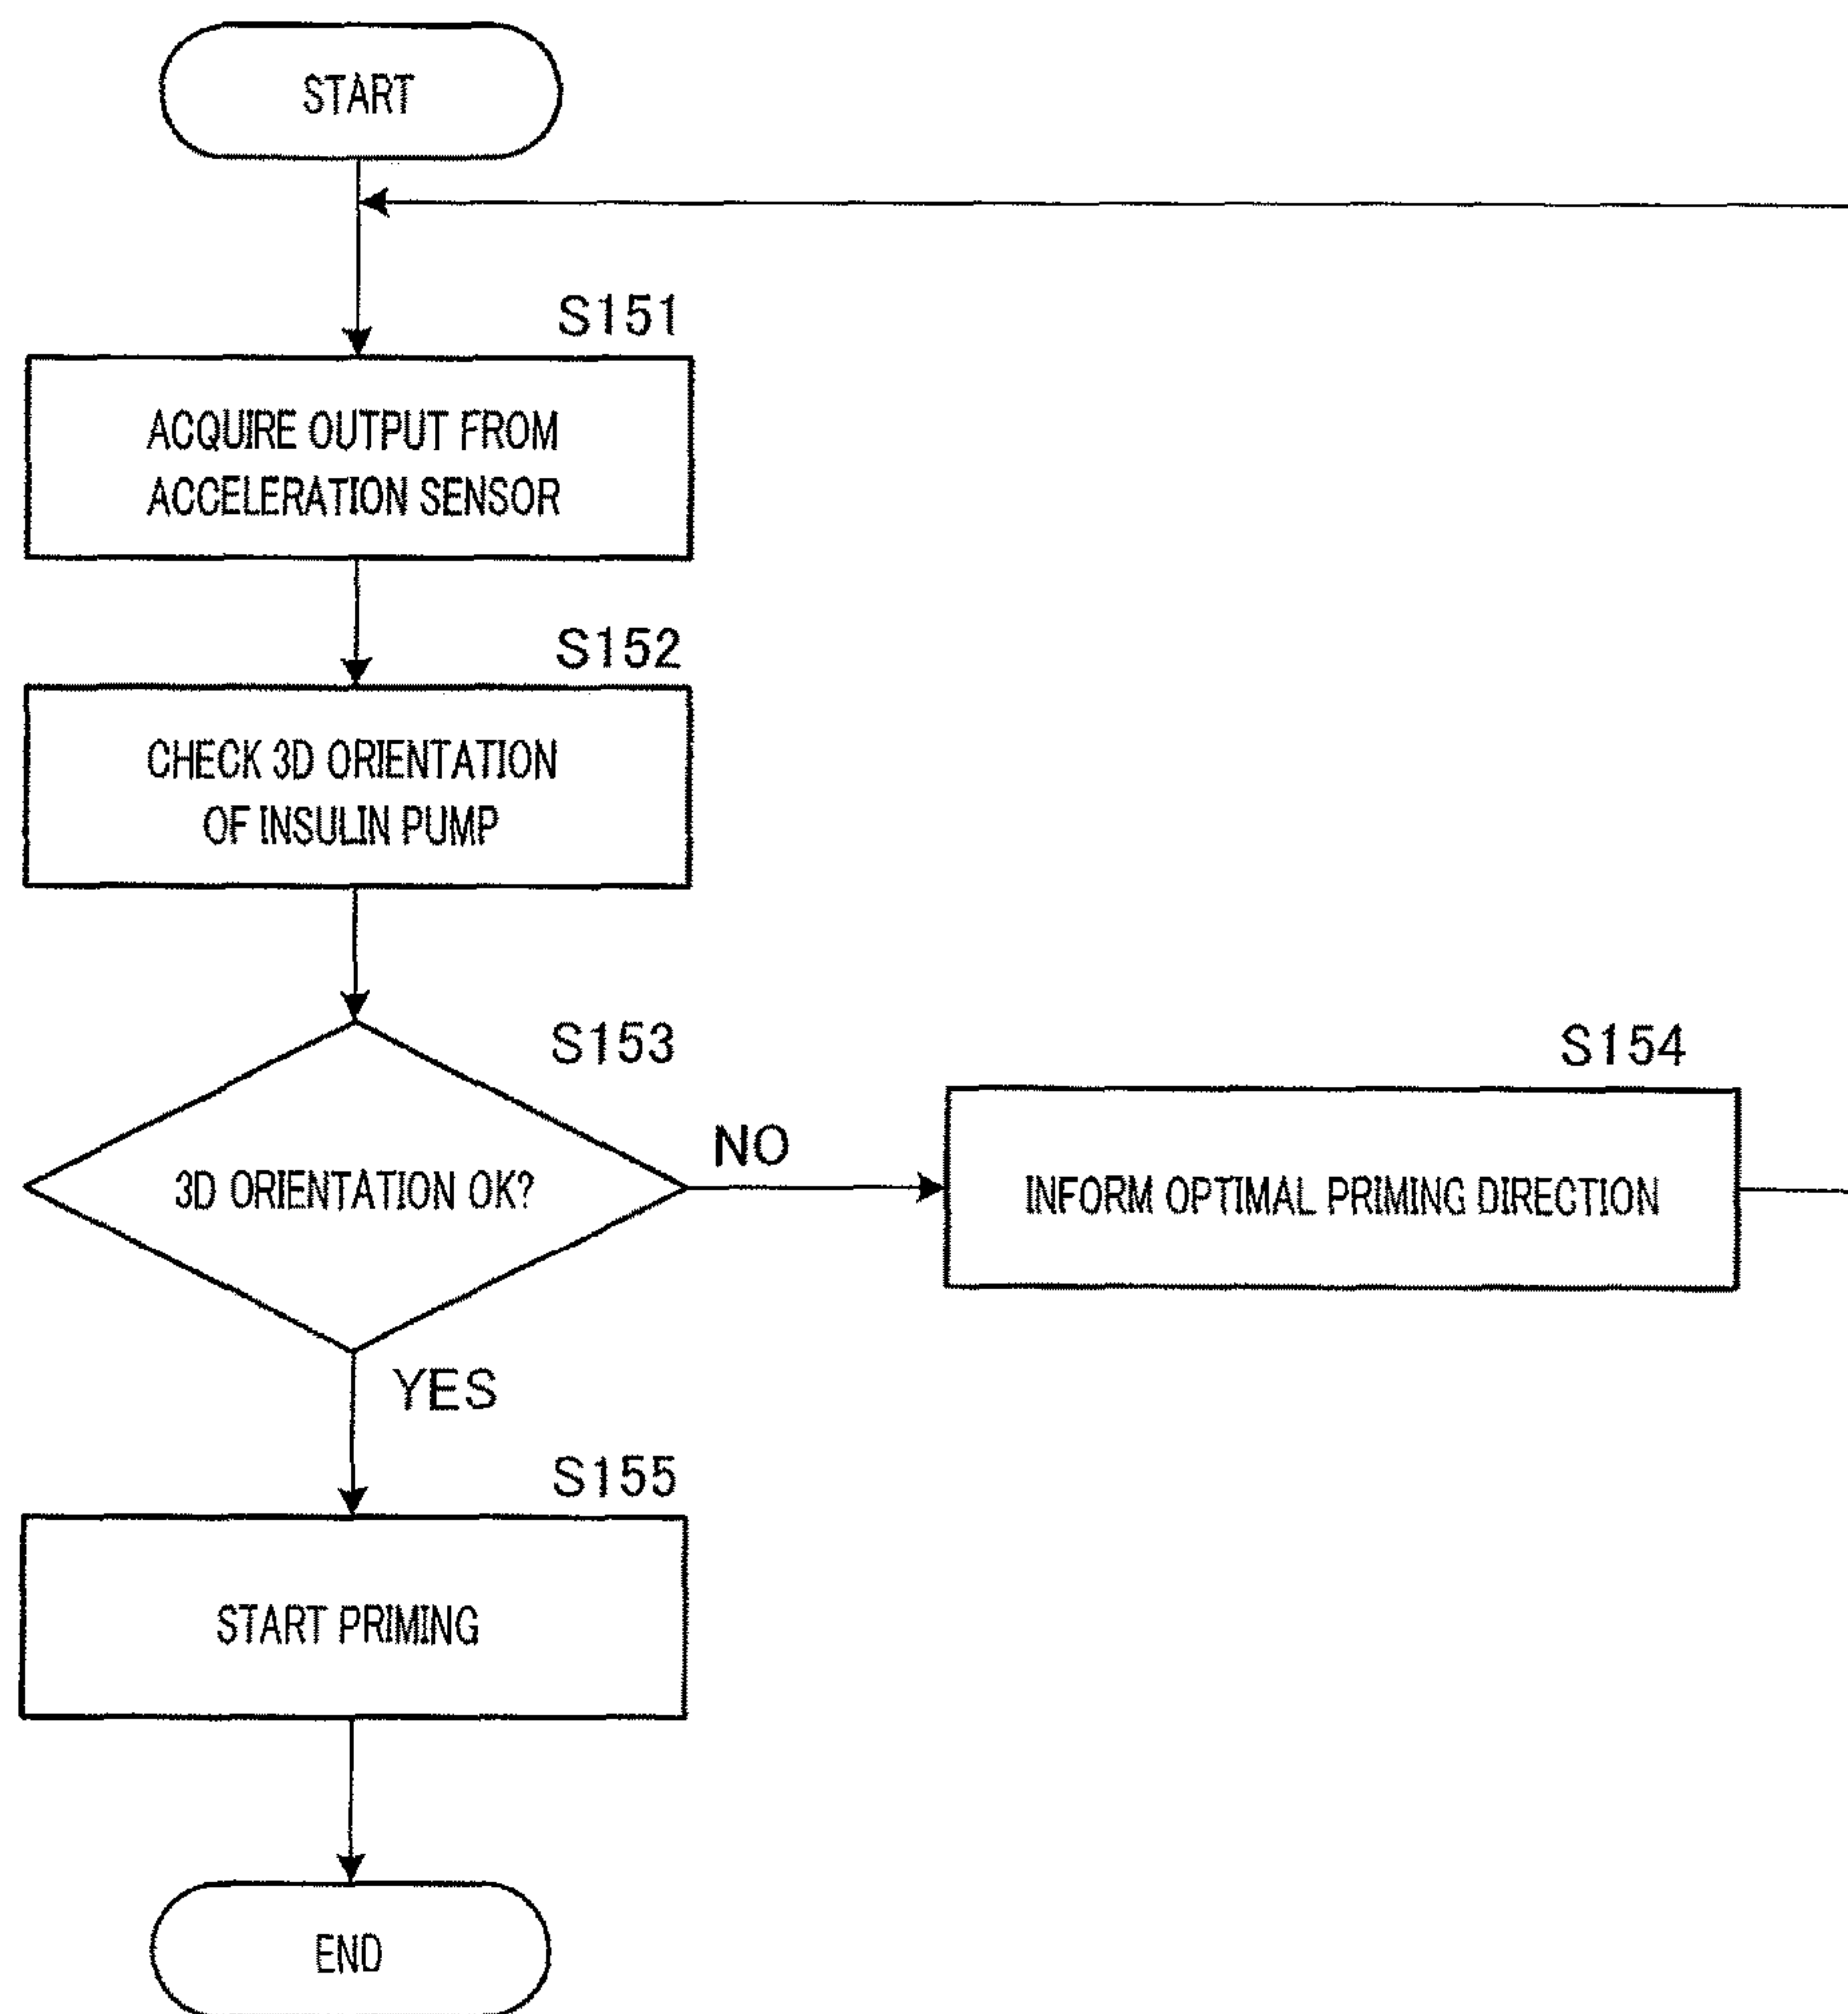 START
S151
ACQUIRE OUTPUT FROM
ACCELERATION SENSOR
S152
CHECK 3D ORIENTATION
OF INSULIN PUMP
S153
3D ORIENTATION OK?
NO
S154
INFORM OPTIMAL PRIMING DIRECTION
YES
S155
START PRIMING
END